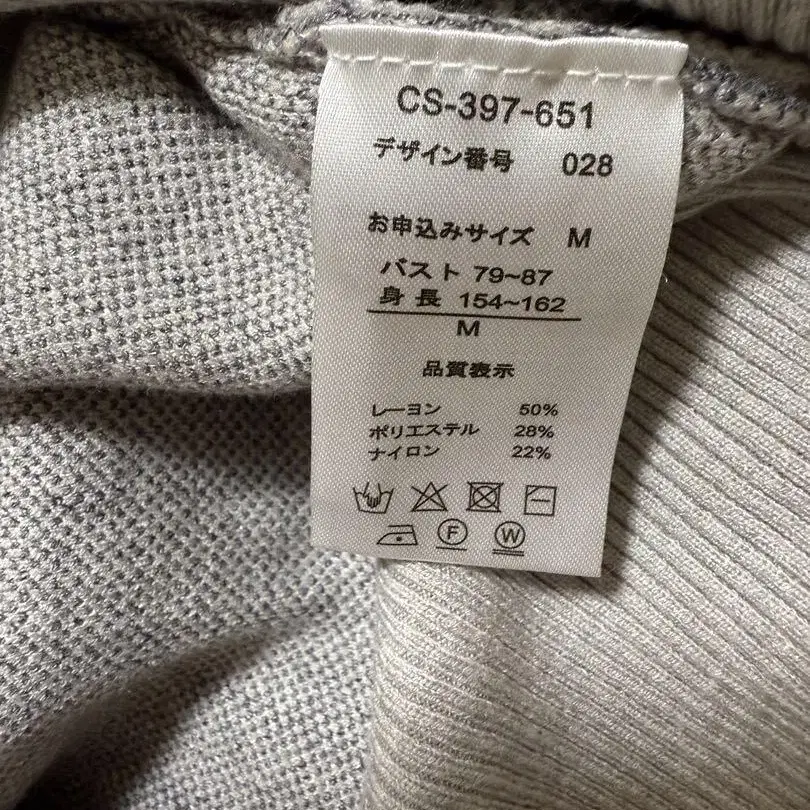 CS-397-651
デザイン番号 028
お申込みサイズ M
バスト 79~87
身長 154~162
M
品質表示
レーヨン 50%
ポリエステル 28%
ナイロン 22%
F W